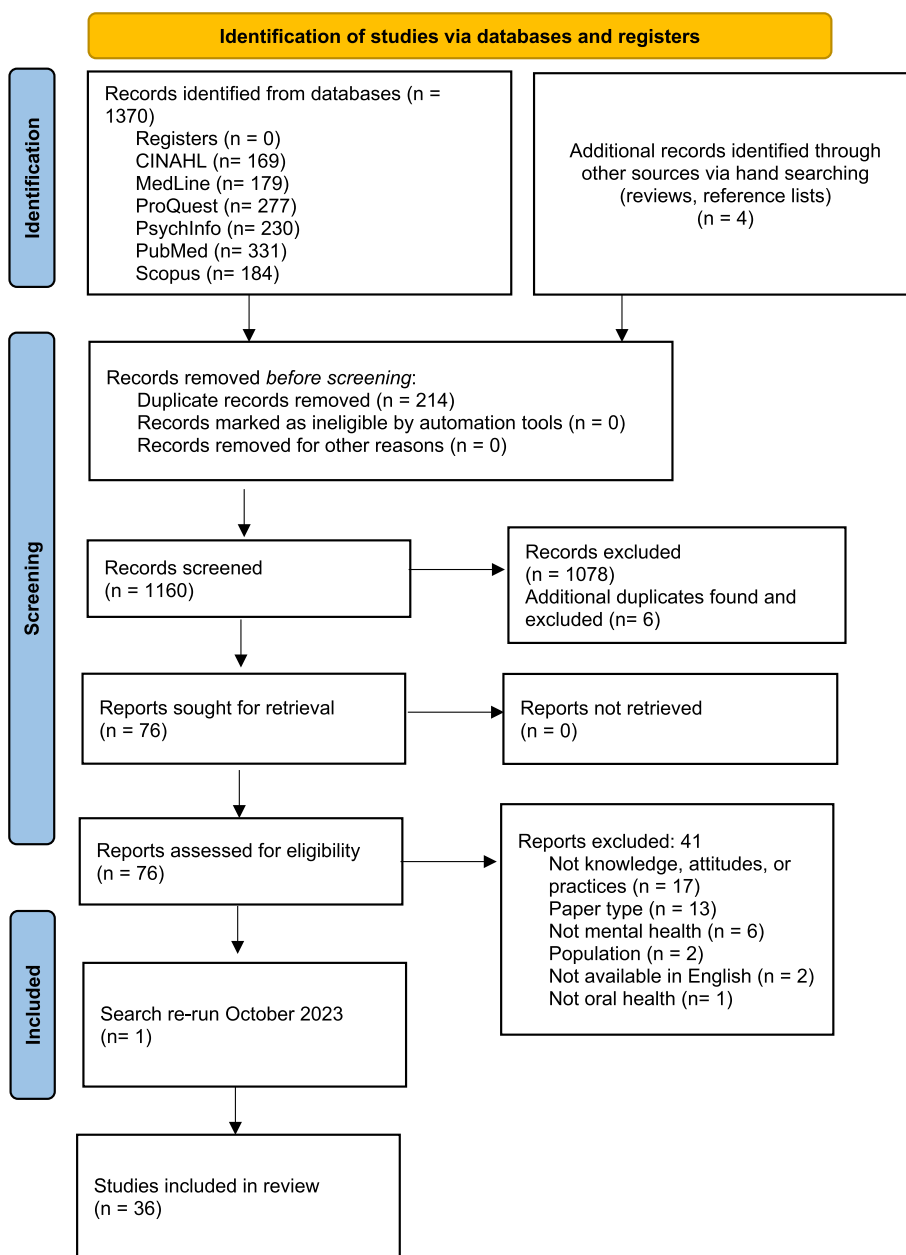 Identification of studies via databases and registers
Identification
Records identified from databases (n =
1370)
Registers (n = 0)
CINAHL (n= 169)
MedLine (n= 179)
ProQuest (n= 277)
PsychInfo (n= 230)
PubMed (n= 331)
Scopus (n= 184)
Additional records identified through
other sources via hand searching
(reviews, reference lists)
(n = 4)
Screening
Records removed before screening:
Duplicate records removed (n = 214)
Records marked as ineligible by automation tools (n = 0)
Records removed for other reasons (n = 0)
Records screened
(n = 1160)
Records excluded
(n = 1078)
Additional duplicates found and
excluded (n= 6)
Reports sought for retrieval
(n = 76)
Reports not retrieved
(n = 0)
Reports assessed for eligibility
(n = 76)
Reports excluded: 41
Not knowledge, attitudes, or
practices (n = 17)
Paper type (n = 13)
Not mental health (n = 6)
Population (n = 2)
Not available in English (n = 2)
Not oral health (n= 1)
Included
Search re-run October 2023
(n= 1)
Studies included in review
(n = 36)